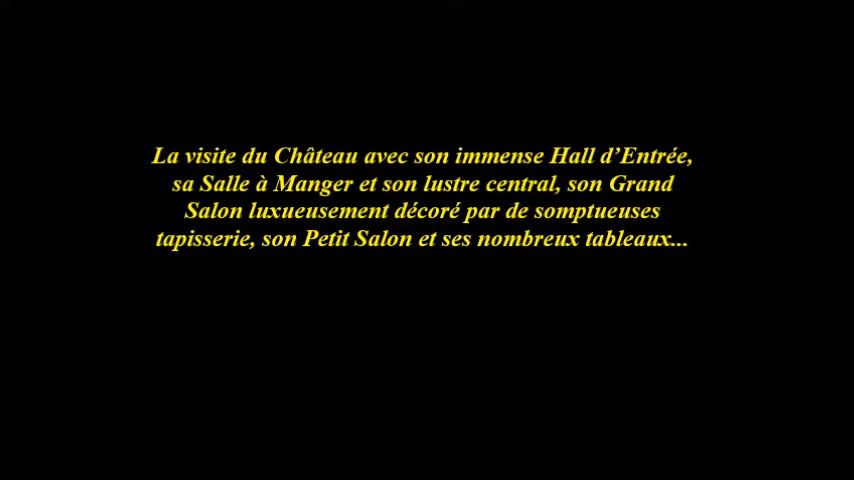 La visite du Château avec son immense Hall d’Entrée,
sa Salle à Manger et son lustre central, son Grand
Salon luxueusement décoré par de somptueuses
tapisserie, son Petit Salon et ses nombreux tableaux...